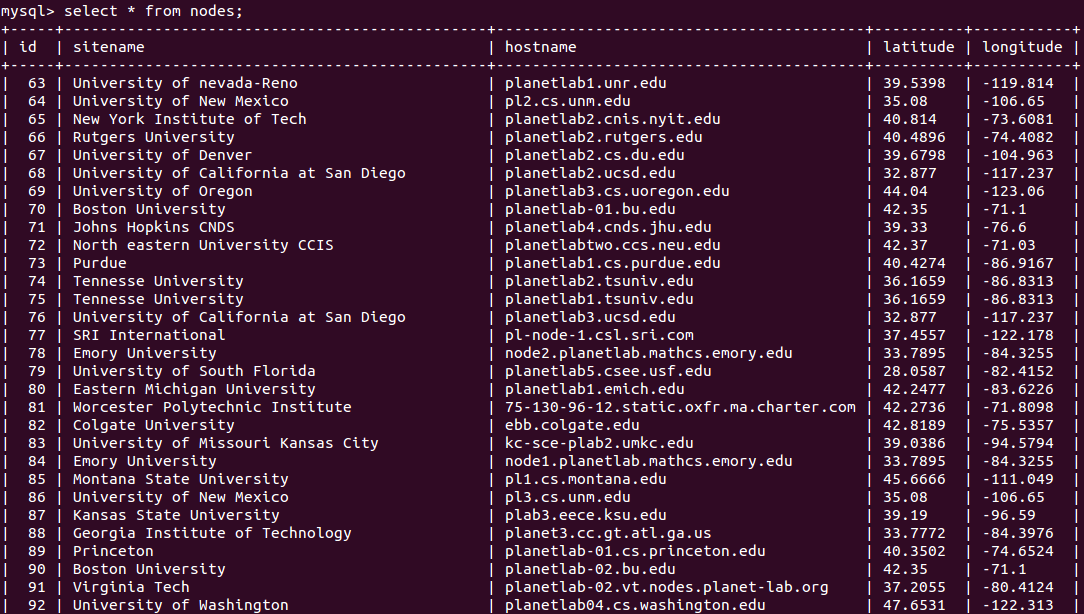 mysql> select * from nodes;
+-----+-----------------------------------------------+-----------------------------------------+----------+-----------+
| id  | sitename                                      | hostname                                | latitude | longitude |
+-----+-----------------------------------------------+-----------------------------------------+----------+-----------+
|  63 | University of nevada-Reno                     | planetlab1.unr.edu                      | 39.5398  | -119.814  |
|  64 | University of New Mexico                      | pl2.cs.unm.edu                          | 35.08    | -106.65   |
|  65 | New York Institute of Tech                    | planetlab2.cnis.nyit.edu                | 40.814   | -73.6081  |
|  66 | Rutgers University                            | planetlab2.rutgers.edu                  | 40.4896  | -74.4082  |
|  67 | University of Denver                          | planetlab2.cs.du.edu                    | 39.6798  | -104.963  |
|  68 | University of California at San Diego         | planetlab2.ucsd.edu                     | 32.877   | -117.237  |
|  69 | University of Oregon                          | planetlab3.cs.uoregon.edu               | 44.04    | -123.06   |
|  70 | Boston University                             | planetlab-01.bu.edu                     | 42.35    | -71.1     |
|  71 | Johns Hopkins CNDS                            | planetlab4.cnds.jhu.edu                 | 39.33    | -76.6     |
|  72 | North eastern University CCIS                 | planetlabtwo.ccs.neu.edu                | 42.37    | -71.03    |
|  73 | Purdue                                        | planetlab1.cs.purdue.edu                | 40.4274  | -86.9167  |
|  74 | Tennesse University                           | planetlab2.tsuniv.edu                   | 36.1659  | -86.8313  |
|  75 | Tennesse University                           | planetlab1.tsuniv.edu                   | 36.1659  | -86.8313  |
|  76 | University of California at San Diego         | planetlab3.ucsd.edu                     | 32.877   | -117.237  |
|  77 | SRI International                             | pl-node-1.csl.sri.com                   | 37.4557  | -122.178  |
|  78 | Emory University                              | node2.planetlab.mathcs.emory.edu        | 33.7895  | -84.3255  |
|  79 | University of South Florida                   | planetlab5.csee.usf.edu                 | 28.0587  | -82.4152  |
|  80 | Eastern Michigan University                   | planetlab1.emich.edu                    | 42.2477  | -83.6226  |
|  81 | Worcester Polytechnic Institute               | 75-130-96-12.static.oxfr.ma.charter.com | 42.2736  | -71.8098  |
|  82 | Colgate University                            | ebb.colgate.edu                         | 42.8189  | -75.5357  |
|  83 | University of Missouri Kansas City            | kc-sce-plab2.umkc.edu                   | 39.0386  | -94.5794  |
|  84 | Emory University                              | node1.planetlab.mathcs.emory.edu        | 33.7895  | -84.3255  |
|  85 | Montana State University                      | pl1.cs.montana.edu                      | 45.6666  | -111.049  |
|  86 | University of New Mexico                      | pl3.cs.unm.edu                          | 35.08    | -106.65   |
|  87 | Kansas State University                       | plab3.eece.ksu.edu                      | 39.19    | -96.59    |
|  88 | Georgia Institute of Technology               | planet3.cc.gt.atl.ga.us                 | 33.7772  | -84.3976  |
|  89 | Princeton                                     | planetlab-01.cs.princeton.edu           | 40.3502  | -74.6524  |
|  90 | Boston University                             | planetlab-02.bu.edu                     | 42.35    | -71.1     |
|  91 | Virginia Tech                                 | planetlab-02.vt.nodes.planet-lab.org    | 37.2055  | -80.4124  |
|  92 | University of Washington                      | planetlab04.cs.washington.edu           | 47.6531  | -122.313  |